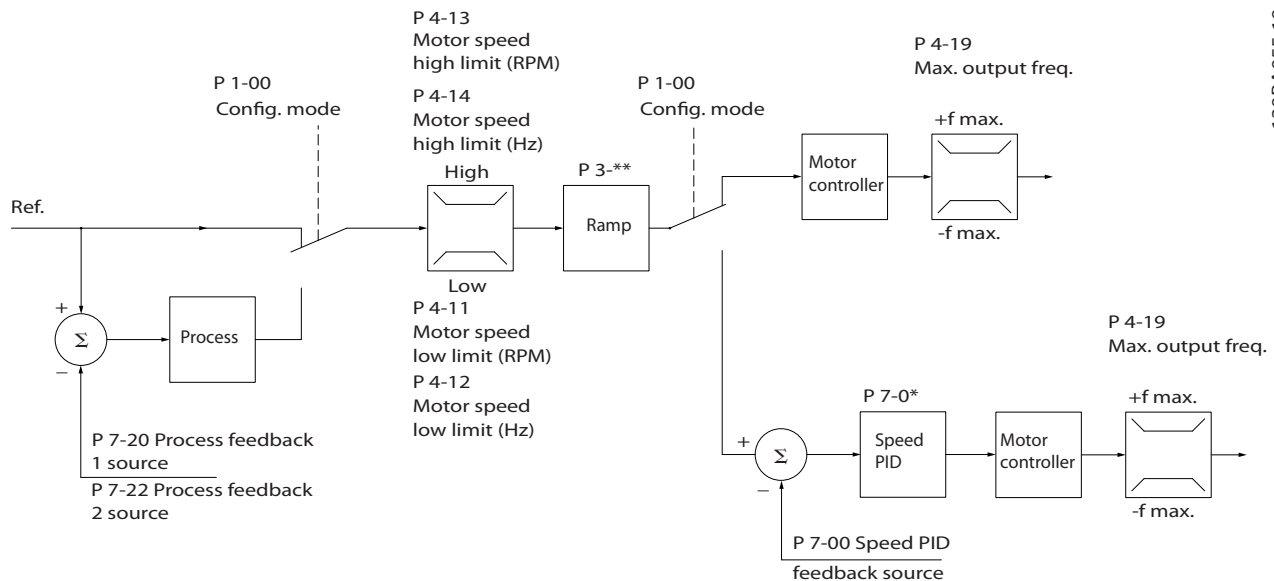 P 4-13
Motor speed
high limit (RPM)
P 4-14
Motor speed
high limit (Hz)
High
P 1-00
Config. mode
P 1-00
Config. mode
P 4-19
Max. output freq.
+f max.
Motor
controller
-f max.
P 3-**
Ramp
Ref.
Low
P 4-11
Motor speed
low limit (RPM)
P 4-12
Motor speed
low limit (Hz)
+
Σ
−
Process
P 7-20 Process feedback
1 source
P 7-22 Process feedback
2 source
P 4-19
Max. output freq.
+f max.
P 7-0*
+
Σ
−
Speed
PID
Motor
controller
-f max.
P 7-00 Speed PID
feedback source